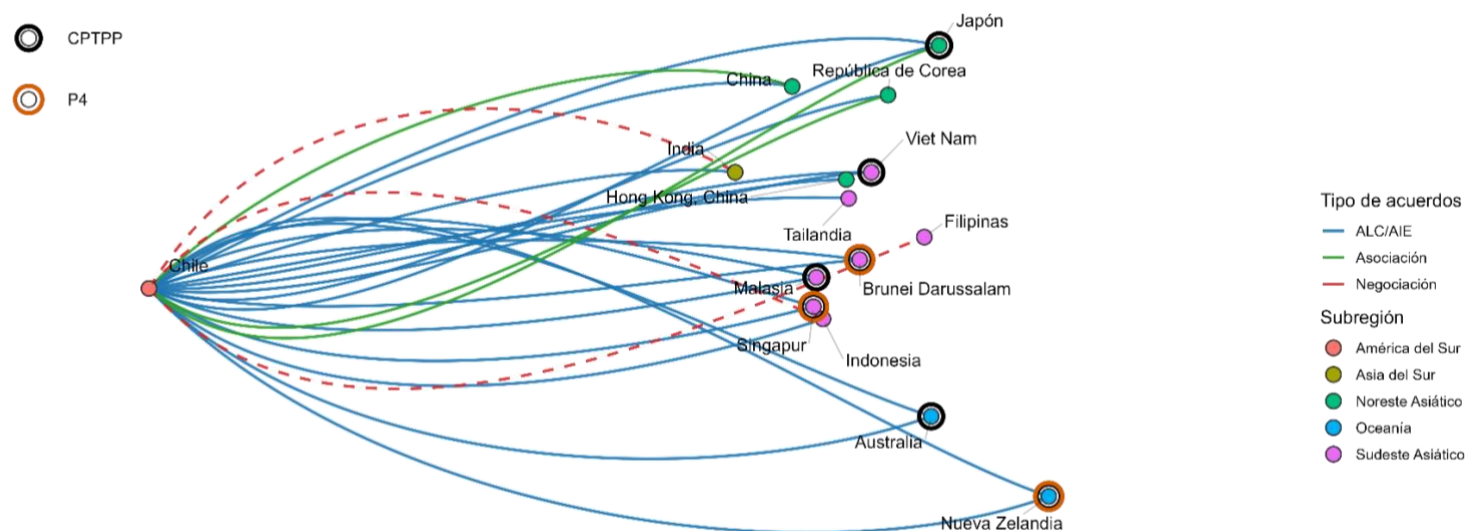 CPTPP
P4
Japón
República de Corea
China
Viet Nam
India
Hong Kong, China
Filipinas
Tailandia
Chile
Malasia
Brunei Darussalam
Singapur
Indonesia
Australia
Nueva Zelandia
Tipo de acuerdos
ALC/AIE
Asociación
Negociación
Subregión
América del Sur
Asia del Sur
Noreste Asiático
Oceanía
Sudeste Asiático